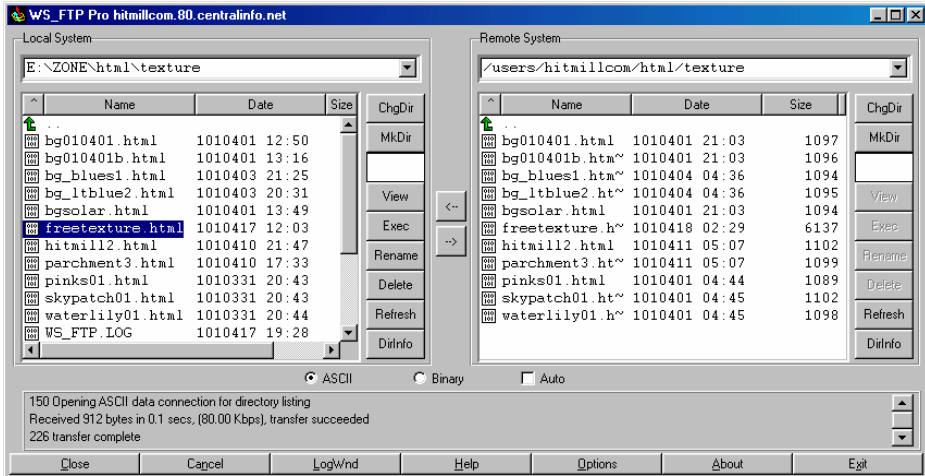 WS_FTP Pro hitmillcom.80.centralinfo.net
Local System
E:\ZONE\html\texture
^ Name Date Size
..
bg010401.html 1010401 12:50
bg010401b.html 1010401 13:16
bg_blues1.html 1010403 21:25
bg_ltblue2.html 1010403 20:31
bgsolar.html 1010401 13:49
freetexture.html 1010417 12:03
hitmill2.html 1010410 21:47
parchment3.html 1010410 17:33
pinks01.html 1010331 20:43
skypatch01.html 1010331 20:43
waterlily01.html 1010331 20:44
WS_FTP.LOG 1010417 19:28
ChgDir
MkDir
View
Exec
Rename
Delete
Refresh
DirInfo
<--
-->
Remote System
/users/hitmillcom/html/texture
^ Name Date Size
..
bg010401.html 1010401 21:03 1097
bg010401b.htm~ 1010401 21:03 1096
bg_blues1.htm~ 1010404 04:36 1094
bg_ltblue2.ht~ 1010404 04:36 1095
bgsolar.html 1010401 21:03 1094
freetexture.h~ 1010418 02:29 6137
hitmill2.html 1010411 05:07 1102
parchment3.ht~ 1010411 05:07 1099
pinks01.html 1010401 04:44 1089
skypatch01.ht~ 1010401 04:45 1102
waterlily01.h~ 1010401 04:45 1098
ChgDir
MkDir
View
Exec
Rename
Delete
Refresh
DirInfo
ASCII Binary Auto
150 Opening ASCII data connection for directory listing
Received 912 bytes in 0.1 secs, (80.00 Kbps), transfer succeeded
226 transfer complete
Close Cancel LogWnd Help Options About Exit